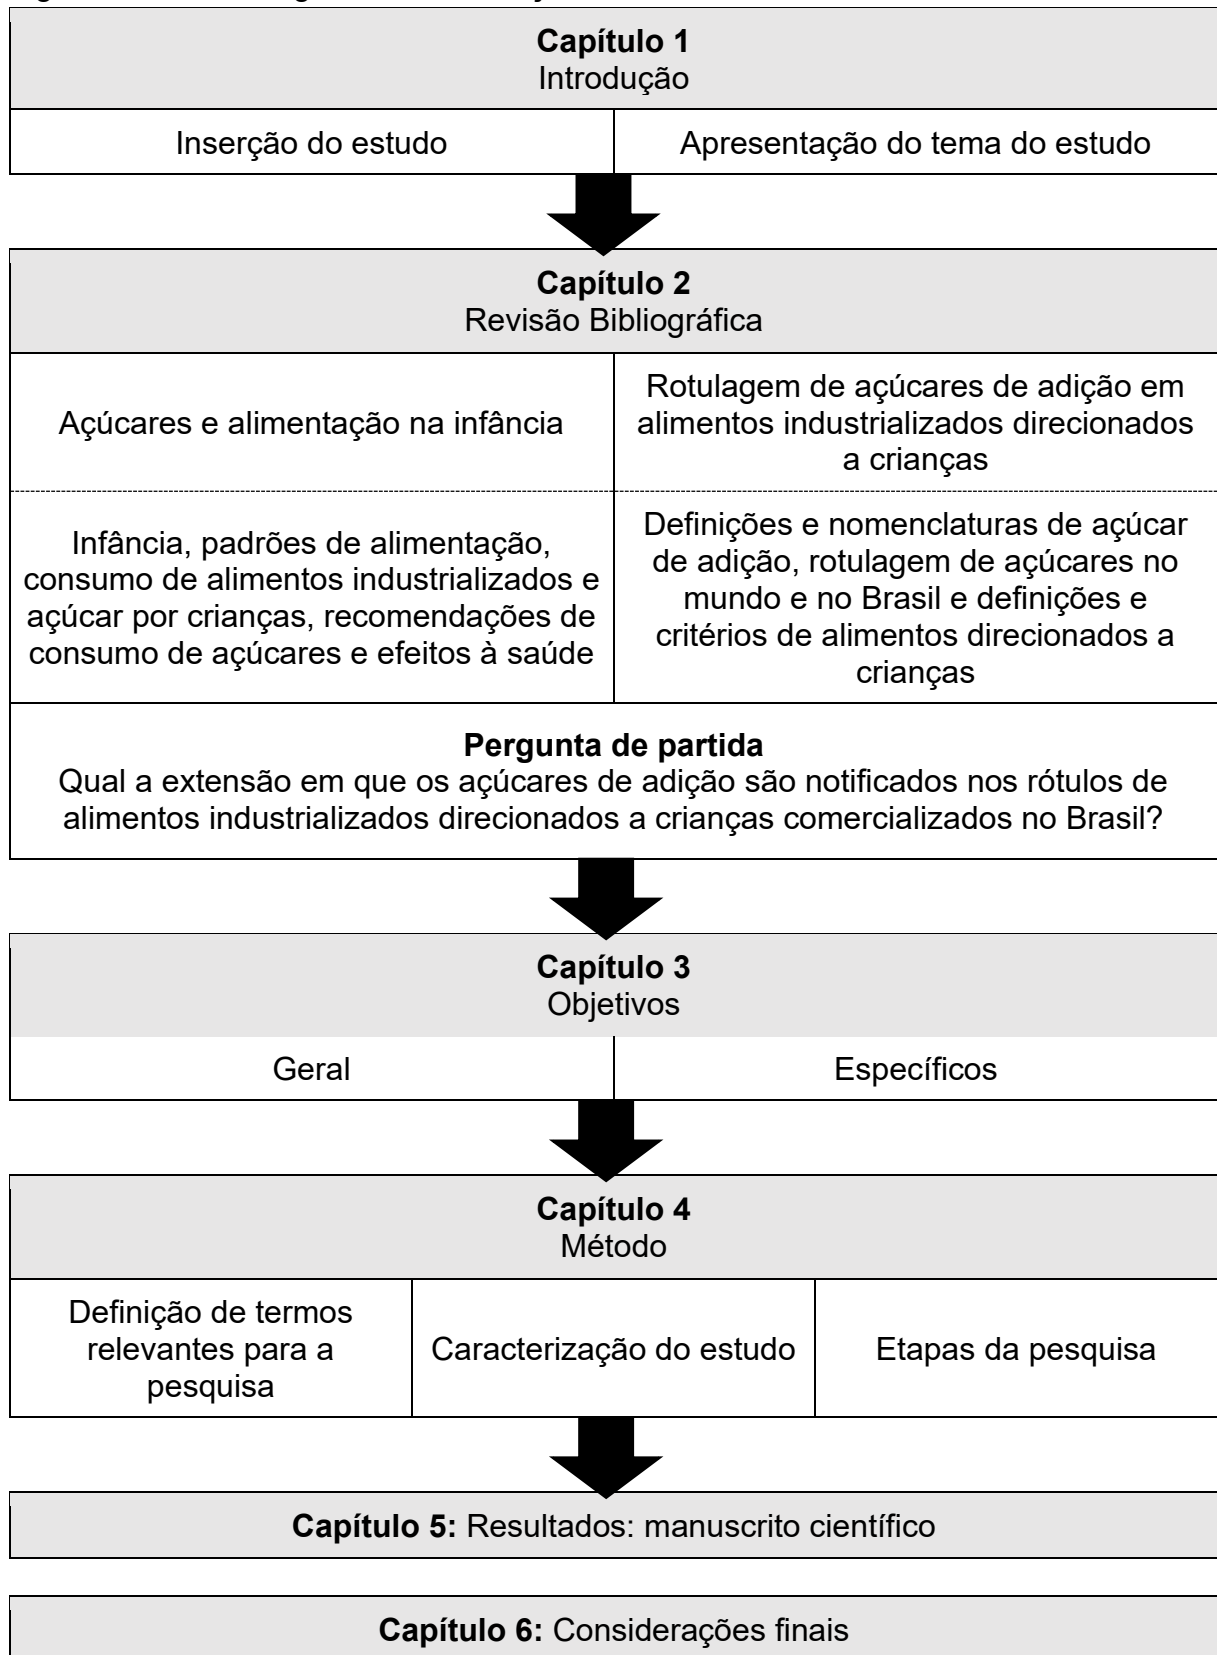 Capítulo 1
Introdução
Inserção do estudo
Apresentação do tema do estudo
Capítulo 2
Revisão Bibliográfica
Açúcares e alimentação na infância
Rotulagem de açúcares de adição em
alimentos industrializados direcionados
a crianças
Infância, padrões de alimentação,
consumo de alimentos industrializados e
açúcar por crianças, recomendações de
consumo de açúcares e efeitos à saúde
Definições e nomenclaturas de açúcar
de adição, rotulagem de açúcares no
mundo e no Brasil e definições e
critérios de alimentos direcionados a
crianças
Pergunta de partida
Qual a extensão em que os açúcares de adição são notificados nos rótulos de
alimentos industrializados direcionados a crianças comercializados no Brasil?
Capítulo 3
Objetivos
Geral
Específicos
Capítulo 4
Método
Definição de termos
relevantes para a
pesquisa
Caracterização do estudo
Etapas da pesquisa
Capítulo 5: Resultados: manuscrito científico
Capítulo 6: Considerações finais